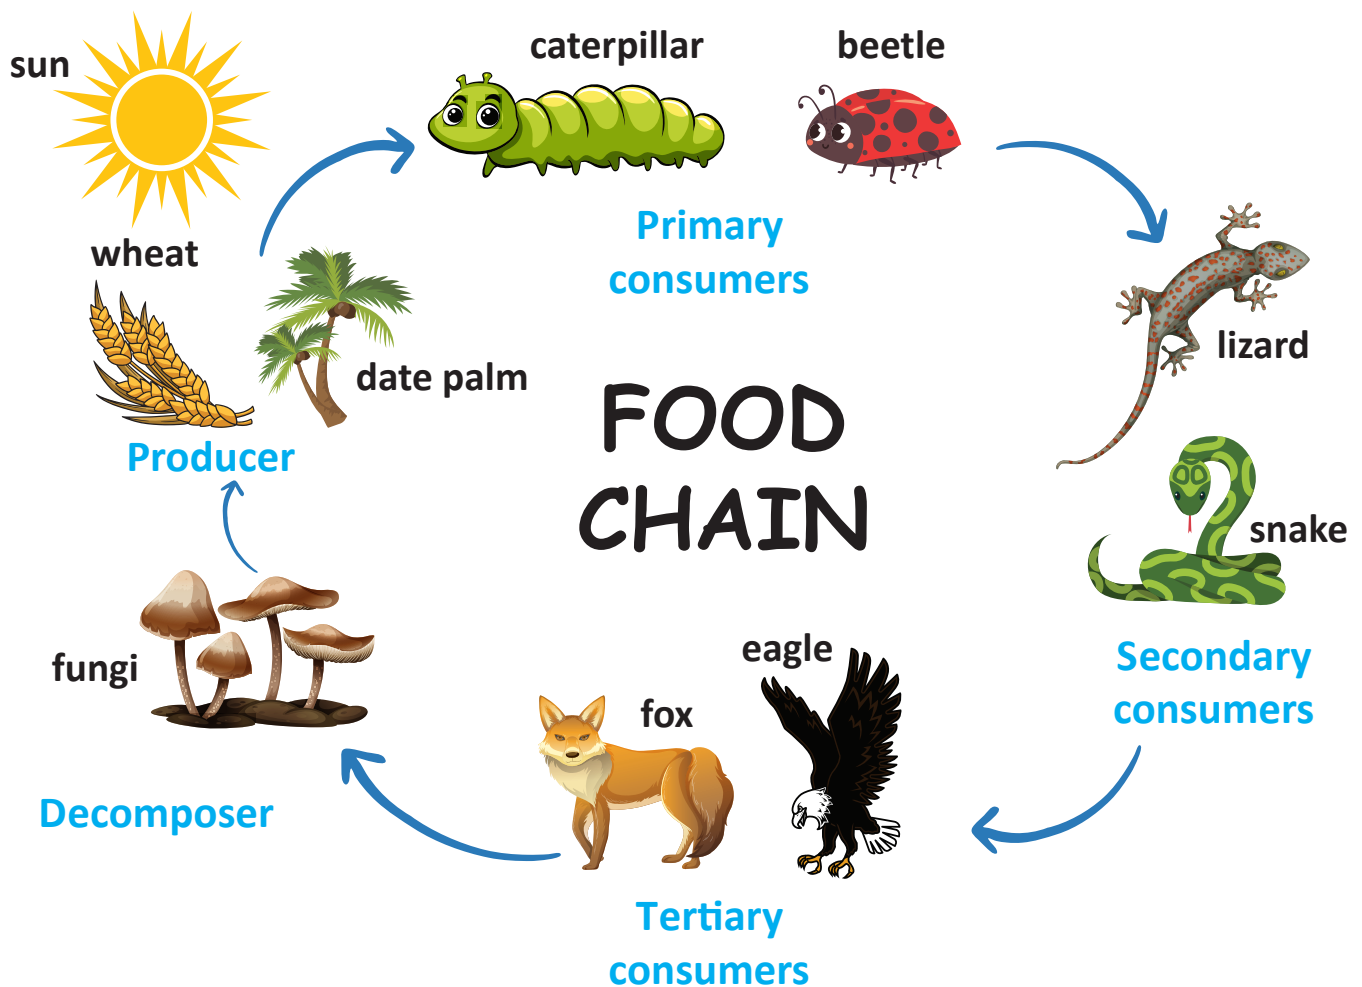 sun
caterpillar
beetle
Primary
consumers
wheat
date palm
Producer
lizard
FOOD
CHAIN
snake
Secondary
consumers
fungi
Decomposer
eagle
fox
Tertiary
consumers